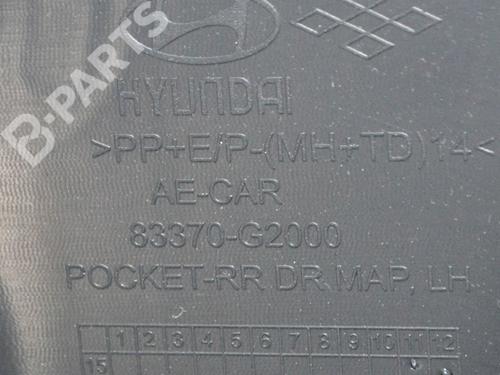 B-PARTS
HYUNDAI
>PP+E/P-(MH+TD)14<
AE-CAR
83370-G2000
POCKET-RR DR MAP, LH
1 2 3 4 5 6 7 8 9 10 11 12
15